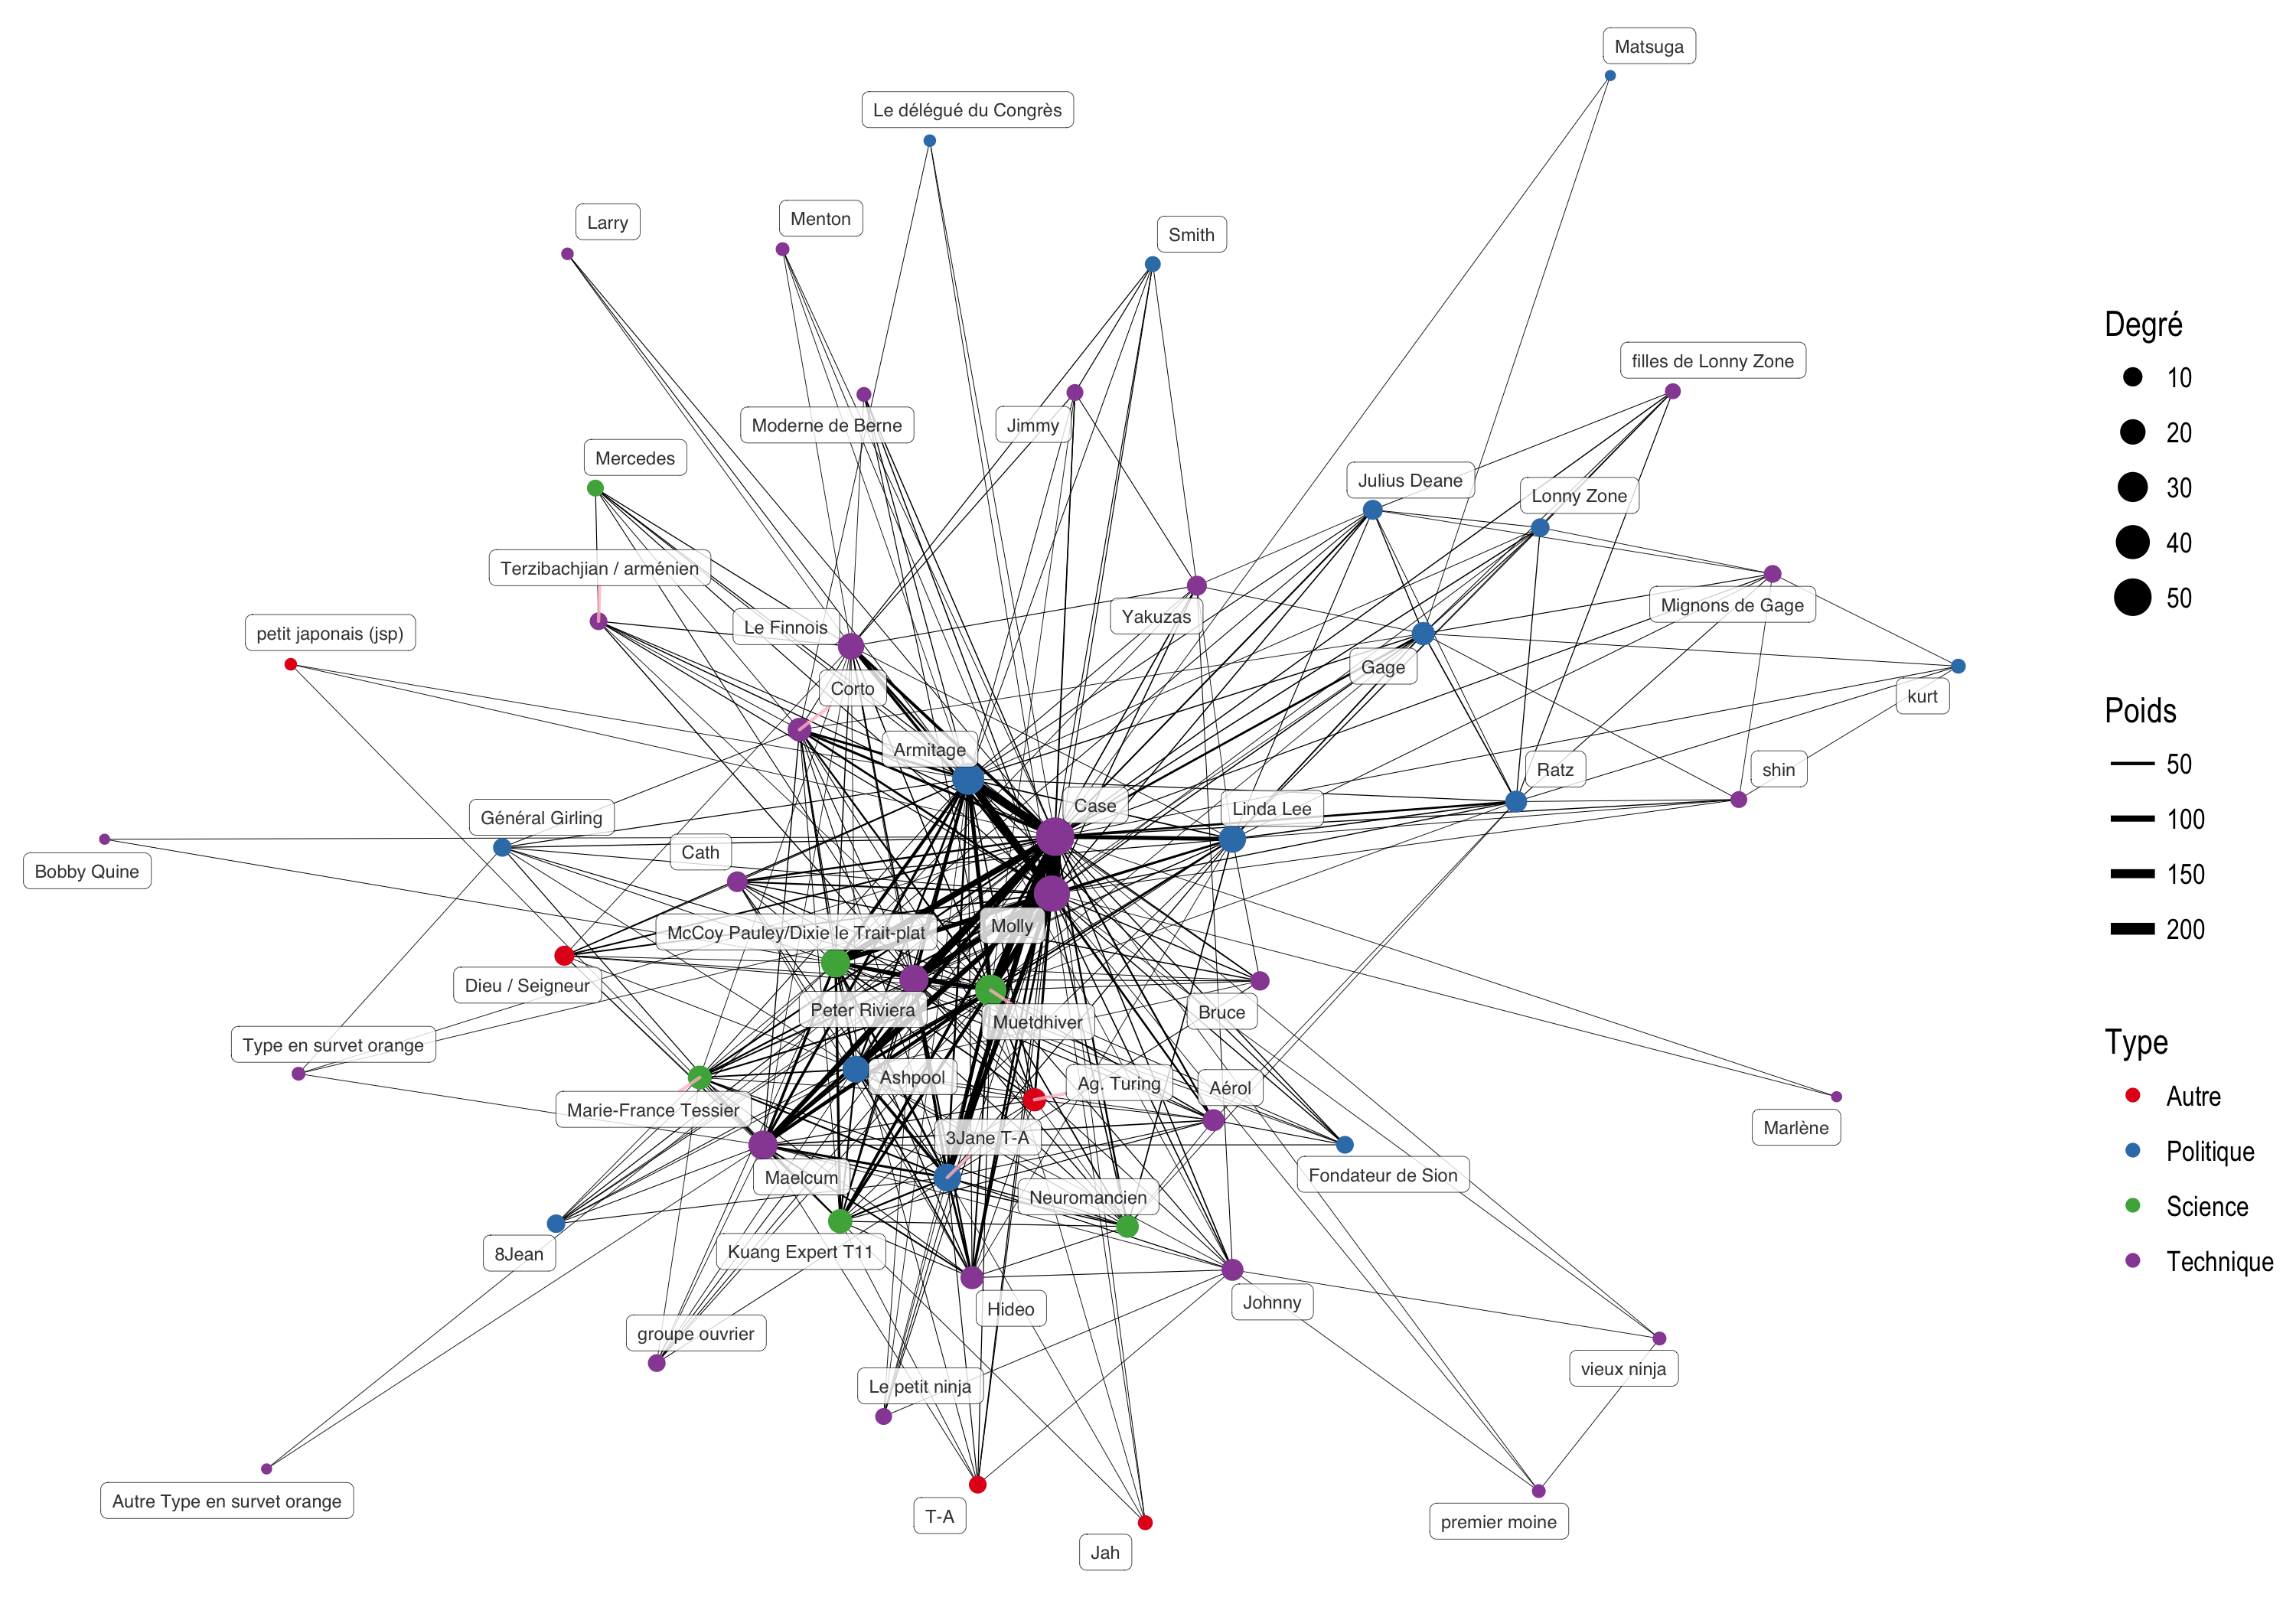 Matsuga
Le délégué du Congrès
Larry
Menton
Smith
filles de Lonny Zone
Moderne de Berne
Jimmy
Mercedes
Julius Deane
Lonny Zone
Terzibachjian / arménien
Mignons de Gage
Yakuzas
Le Finnois
petit japonais (jsp)
Gage
Corto
kurt
Armitage
Ratz
shin
Case
Linda Lee
Général Girling
Cath
Bobby Quine
Molly
McCoy Pauley/Dixie le Trait-plat
Dieu / Seigneur
Peter Riviera
Bruce
Muetdhiver
Type en survet orange
Ashpool
Ag. Turing
Aérol
Marie-France Tessier
Marlène
3Jane T-A
Maelcum
Fondateur de Sion
Neuromancien
Kuang Expert T11
8Jean
Johnny
Hideo
groupe ouvrier
vieux ninja
Le petit ninja
Autre Type en survet orange
T-A
premier moine
Jah
Degré
10
20
30
40
50
Poids
50
100
150
200
Type
Autre
Politique
Science
Technique